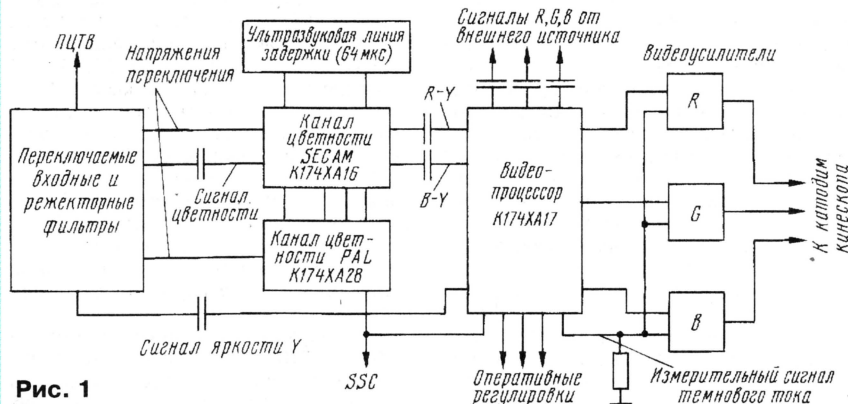 Сигналы R,G,B от
внешнего источника
Ультразвуковая линия
задержки (64 мкс)
ПЦТВ
Напряжения
переключения
Видеоусилители
R-Y
R
Канал
цветности
SECAM
К174ХА16
Переключаемые
входные и
режекторные
фильтры
Видео-
процессор
К174ХА17
Сигнал
цветности
B-Y
G
К катодам
кинескопа
Канал цвет-
ности PAL
К174ХА28
B
Сигнал яркости Y
SSC
Оперативные
регулировки
Измерительный сигнал
темнового тока
Рис. 1